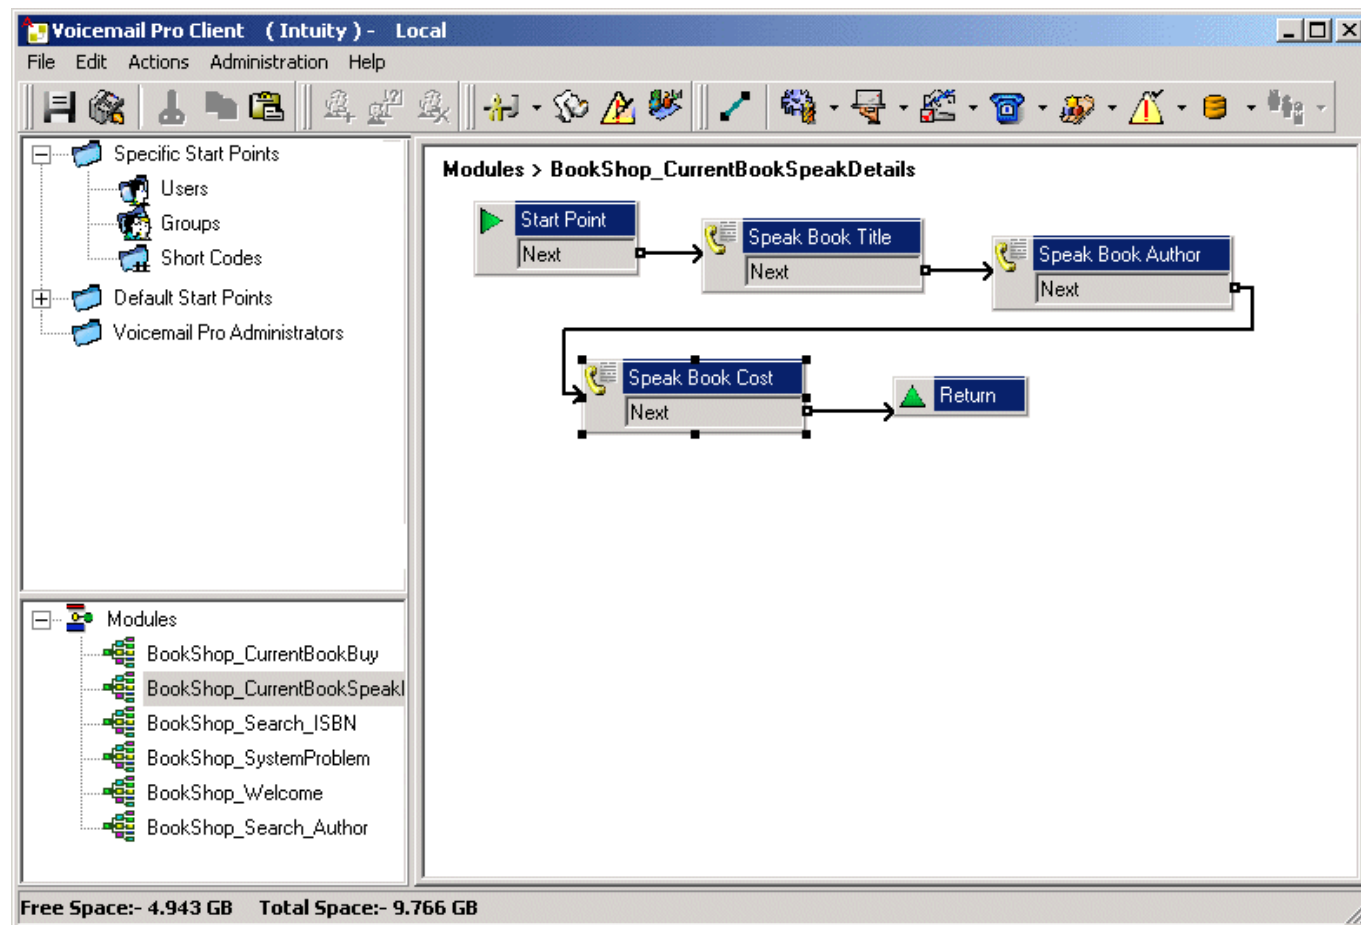 Voicemail Pro Client   ( Intuity ) -   Local
File   Edit   Actions   Administration   Help
Specific Start Points
Users
Groups
Short Codes
Default Start Points
Voicemail Pro Administrators
Modules
BookShop_CurrentBookBuy
BookShop_CurrentBookSpeak
BookShop_Search_ISBN
BookShop_SystemProblem
BookShop_Welcome
BookShop_Search_Author
Modules > BookShop_CurrentBookSpeakDetails
Start Point
Next
Speak Book Title
Next
Speak Book Author
Next
Speak Book Cost
Next
Return
Free Space:- 4.943 GB   Total Space:- 9.766 GB